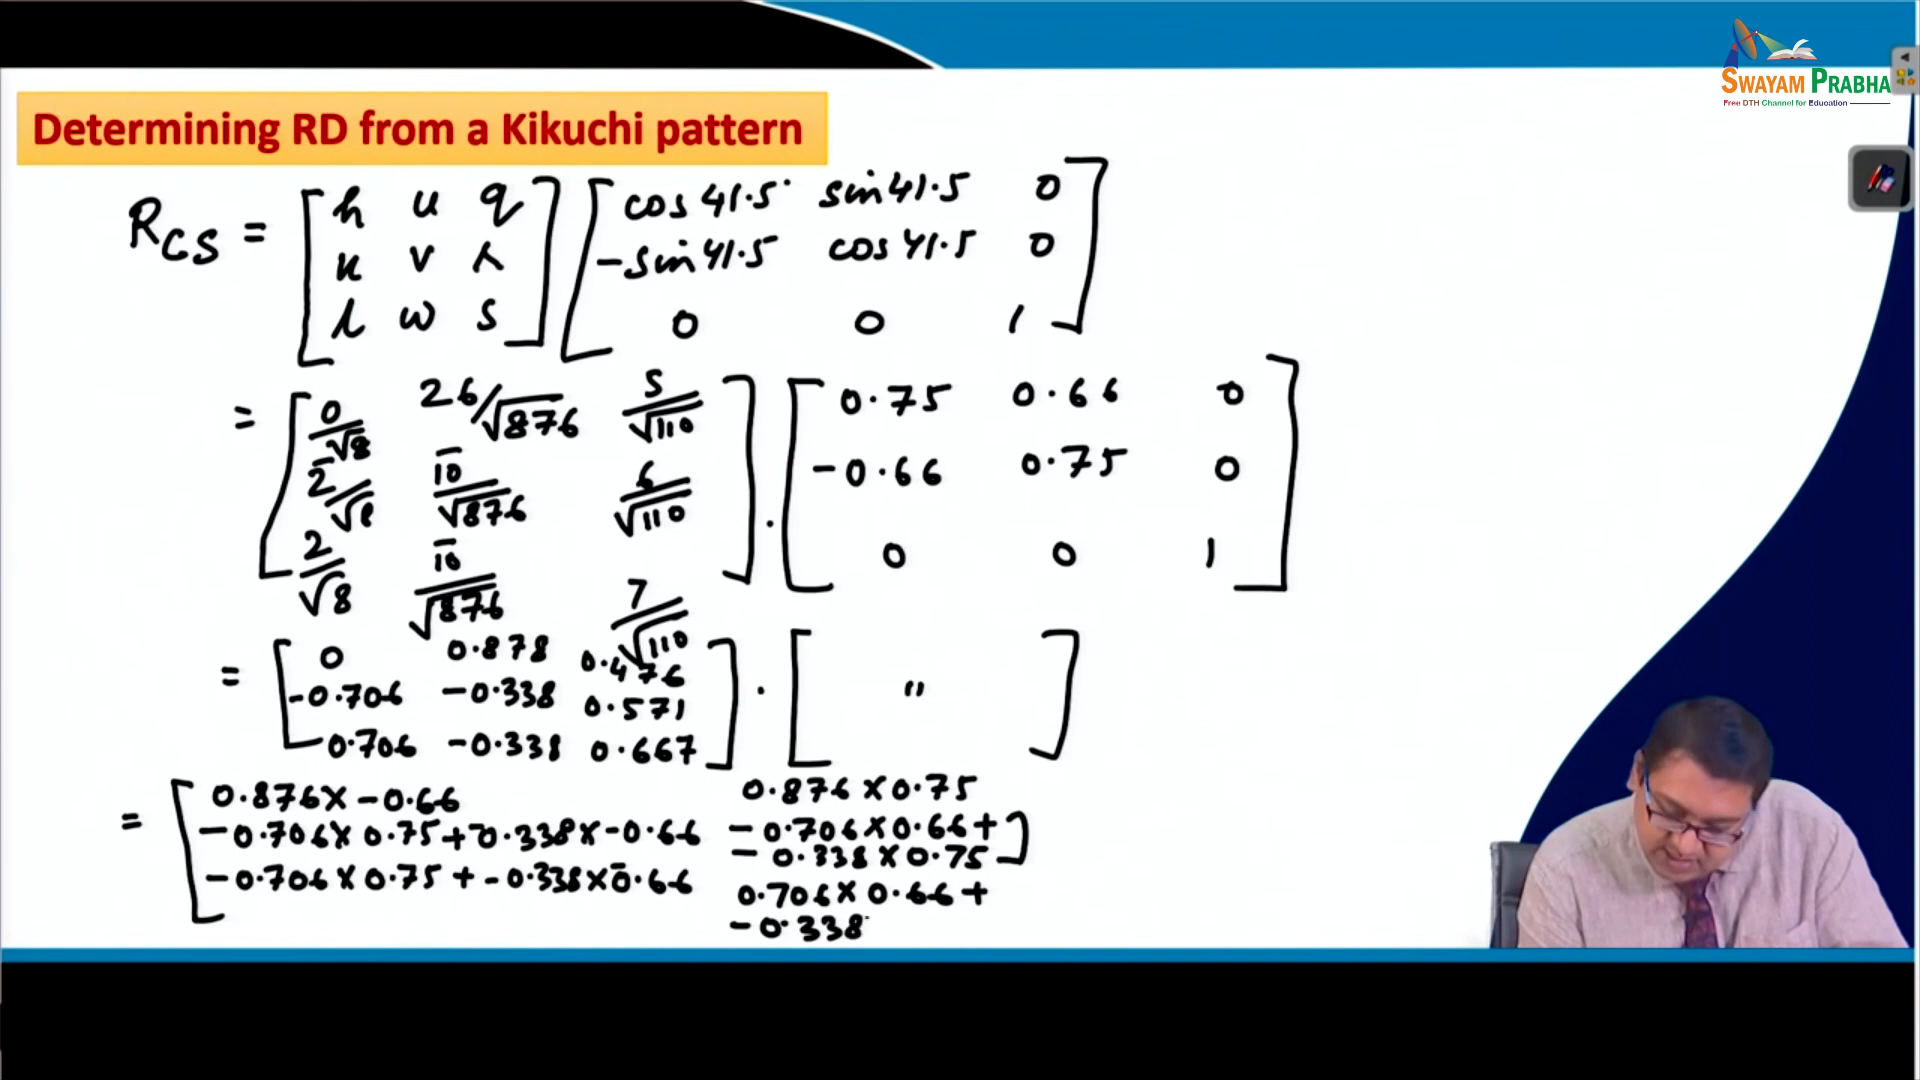 SWAYAM PRABHA
Free DTH Channel for Education
Determining RD from a Kikuchi pattern
R_CS = [h u q] [cos 41.5° sin 41.5 0]
[k v r] [-sin 41.5 cos 41.5 0]
[l w s] [0 0 1]
= [0/√8 26/√876 5/√110] . [0.75 0.66 0]
[2̄/√8 1̄0̄/√876 6/√110] [-0.66 0.75 0]
[2/√8 1̄0̄/√876 7/√110] [0 0 1]
= [0 0.878 0.476] . [ " ]
[-0.706 -0.338 0.571]
[0.706 -0.338 0.667]
= [0.876 x -0.66 0.876 x 0.75
-0.706 x 0.75 + -0.338 x -0.66 -0.706 x 0.66 +
-0.338 x 0.75]
-0.706 x 0.75 + -0.338 x -0.66 0.706 x 0.66 +
-0.338